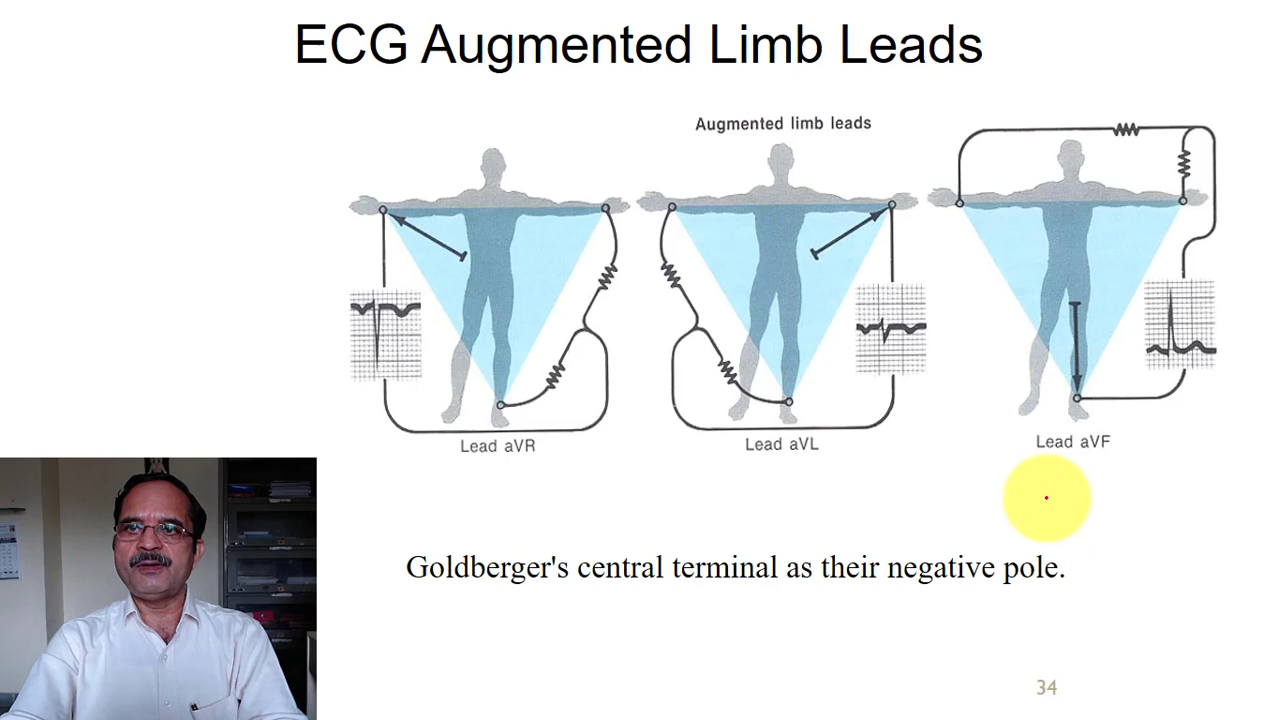 ECG Augmented Limb Leads
Augmented limb leads
Lead aVR
Lead aVL
Lead aVF
Goldberger's central terminal as their negative pole.
34